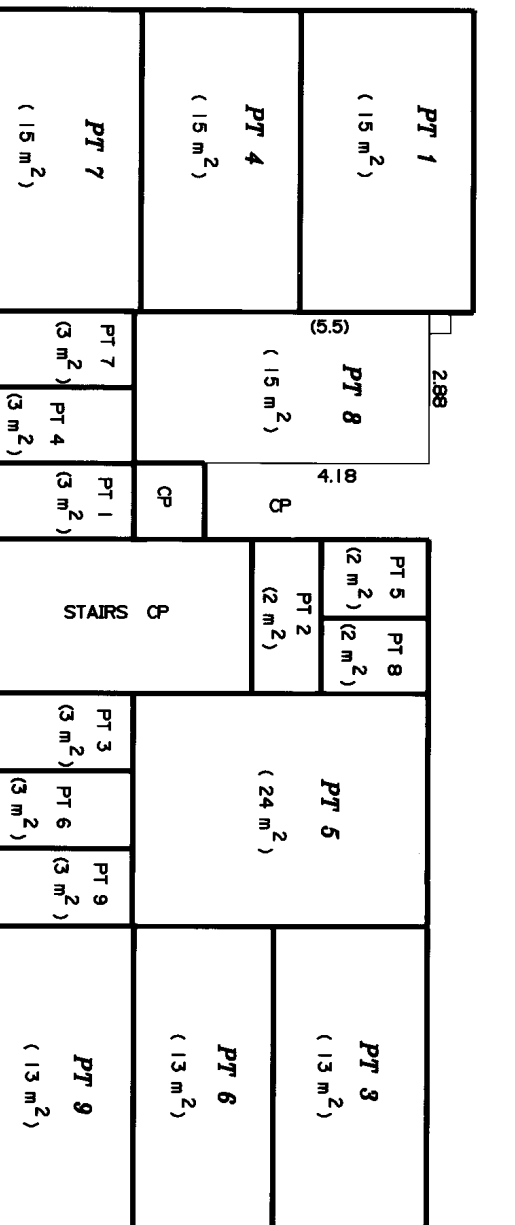 PT 1
( 15 m²)
PT 4
( 15 m²)
PT 7
( 15 m²)
2.88
(5.5)
PT 8
( 15 m²)
4.18
CP
CP
PT 7
(3 m²)
PT 4
(3 m²)
PT 1
(3 m²)
PT 5
(2 m²)
PT 8
(2 m²)
PT 2
(2 m²)
STAIRS CP
PT 5
( 24 m²)
PT 3
(3 m²)
PT 6
(3 m²)
PT 9
(3 m²)
PT 3
( 13 m²)
PT 6
( 13 m²)
PT 9
( 13 m²)